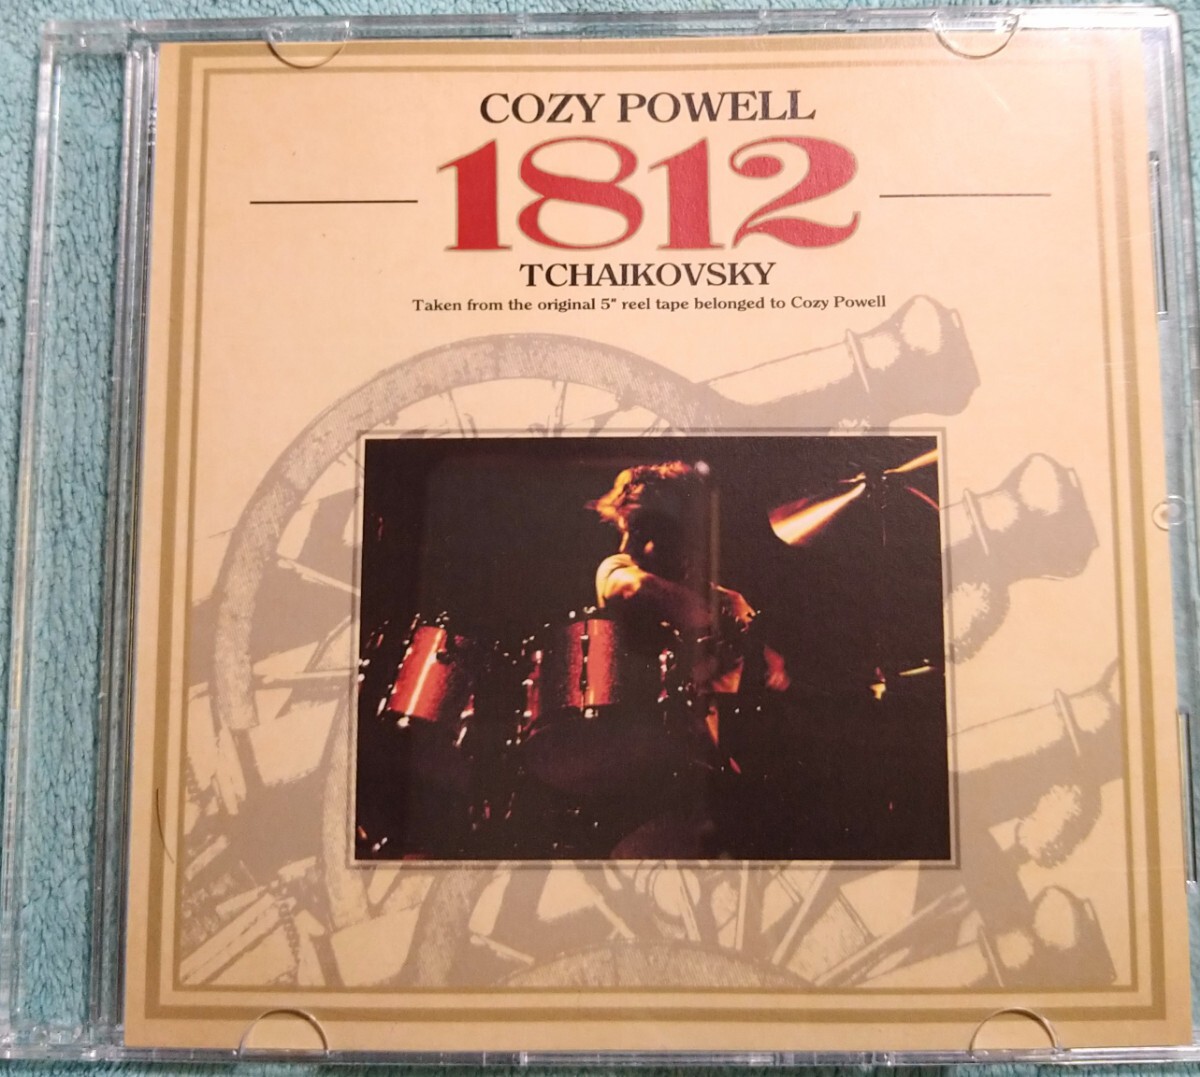 COZY POWELL
1812
TCHAIKOVSKY
Taken from the original 5" reel tape belonged to Cozy Powell